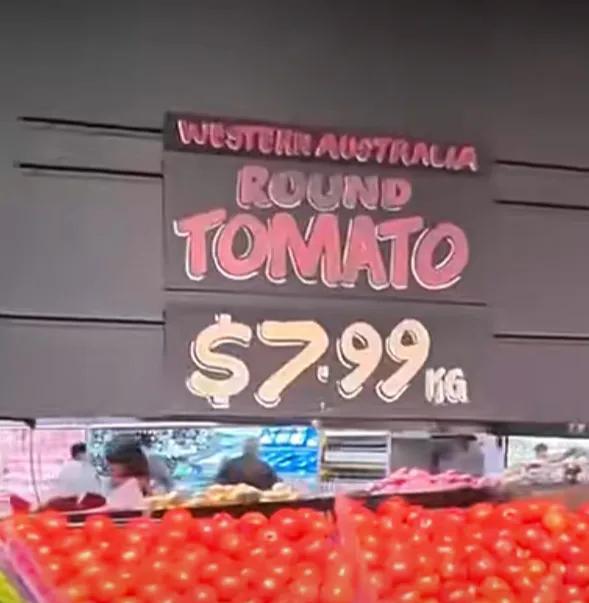 WESTERN AUSTRALIA
ROUND
TOMATO
$7.99 KG